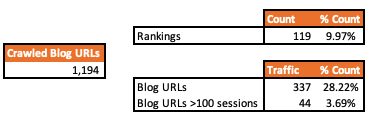 Count % Count
Rankings 119 9.97%
Crawled Blog URLs
1,194
Traffic % Count
Blog URLs 337 28.22%
Blog URLs >100 sessions 44 3.69%